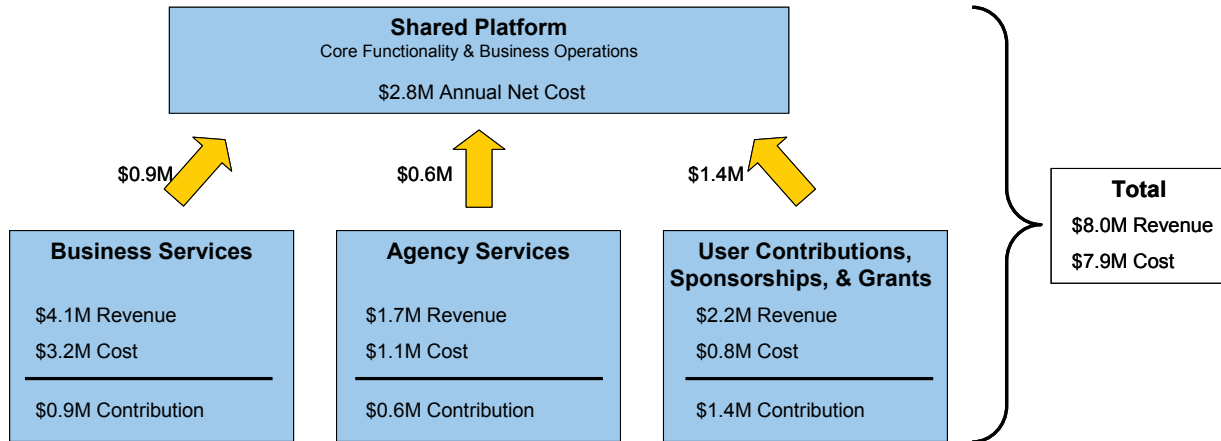 Shared Platform
Core Functionality & Business Operations
$2.8M Annual Net Cost
$0.9M
$0.6M
$1.4M
Business Services
$4.1M Revenue
$3.2M Cost
$0.9M Contribution
Agency Services
$1.7M Revenue
$1.1M Cost
$0.6M Contribution
User Contributions,
Sponsorships, & Grants
$2.2M Revenue
$0.8M Cost
$1.4M Contribution
Total
$8.0M Revenue
$7.9M Cost